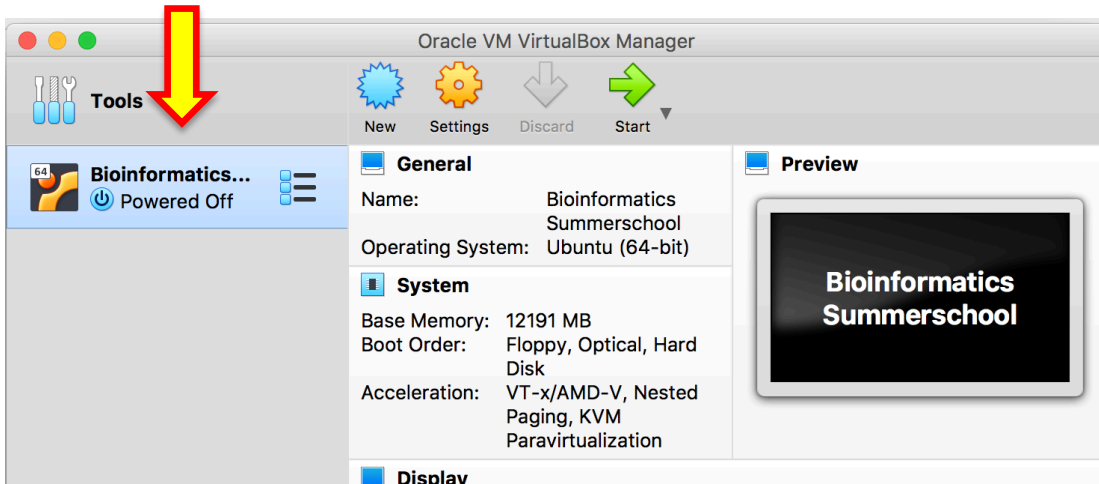 Oracle VM VirtualBox Manager
Tools
New
Settings
Discard
Start
64
Bioinformatics...
Powered Off
General
Name: Bioinformatics
Summerschool
Operating System: Ubuntu (64-bit)
System
Base Memory: 12191 MB
Boot Order: Floppy, Optical, Hard
Disk
Acceleration: VT-x/AMD-V, Nested
Paging, KVM
Paravirtualization
Display
Preview
Bioinformatics
Summerschool